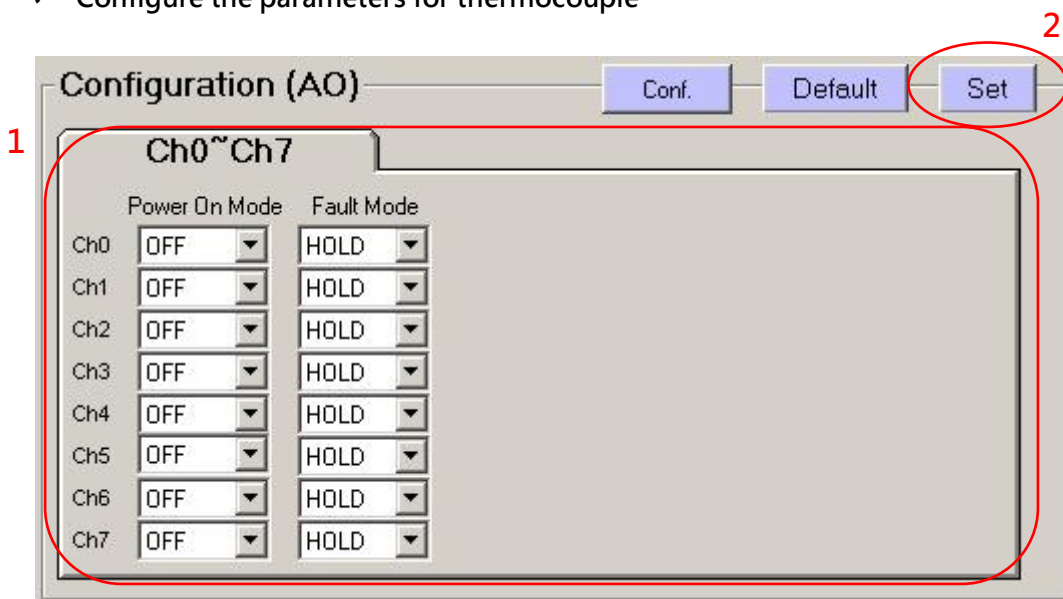 Configure the parameters for thermocouple
2
Configuration (AO) Conf. Default Set
1
Ch0~Ch7
Power On Mode Fault Mode
Ch0 OFF HOLD
Ch1 OFF HOLD
Ch2 OFF HOLD
Ch3 OFF HOLD
Ch4 OFF HOLD
Ch5 OFF HOLD
Ch6 OFF HOLD
Ch7 OFF HOLD